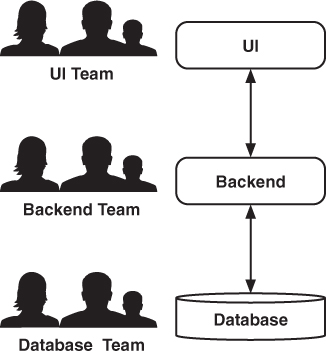 UI
UI Team
Backend
Backend Team
Database
Database Team